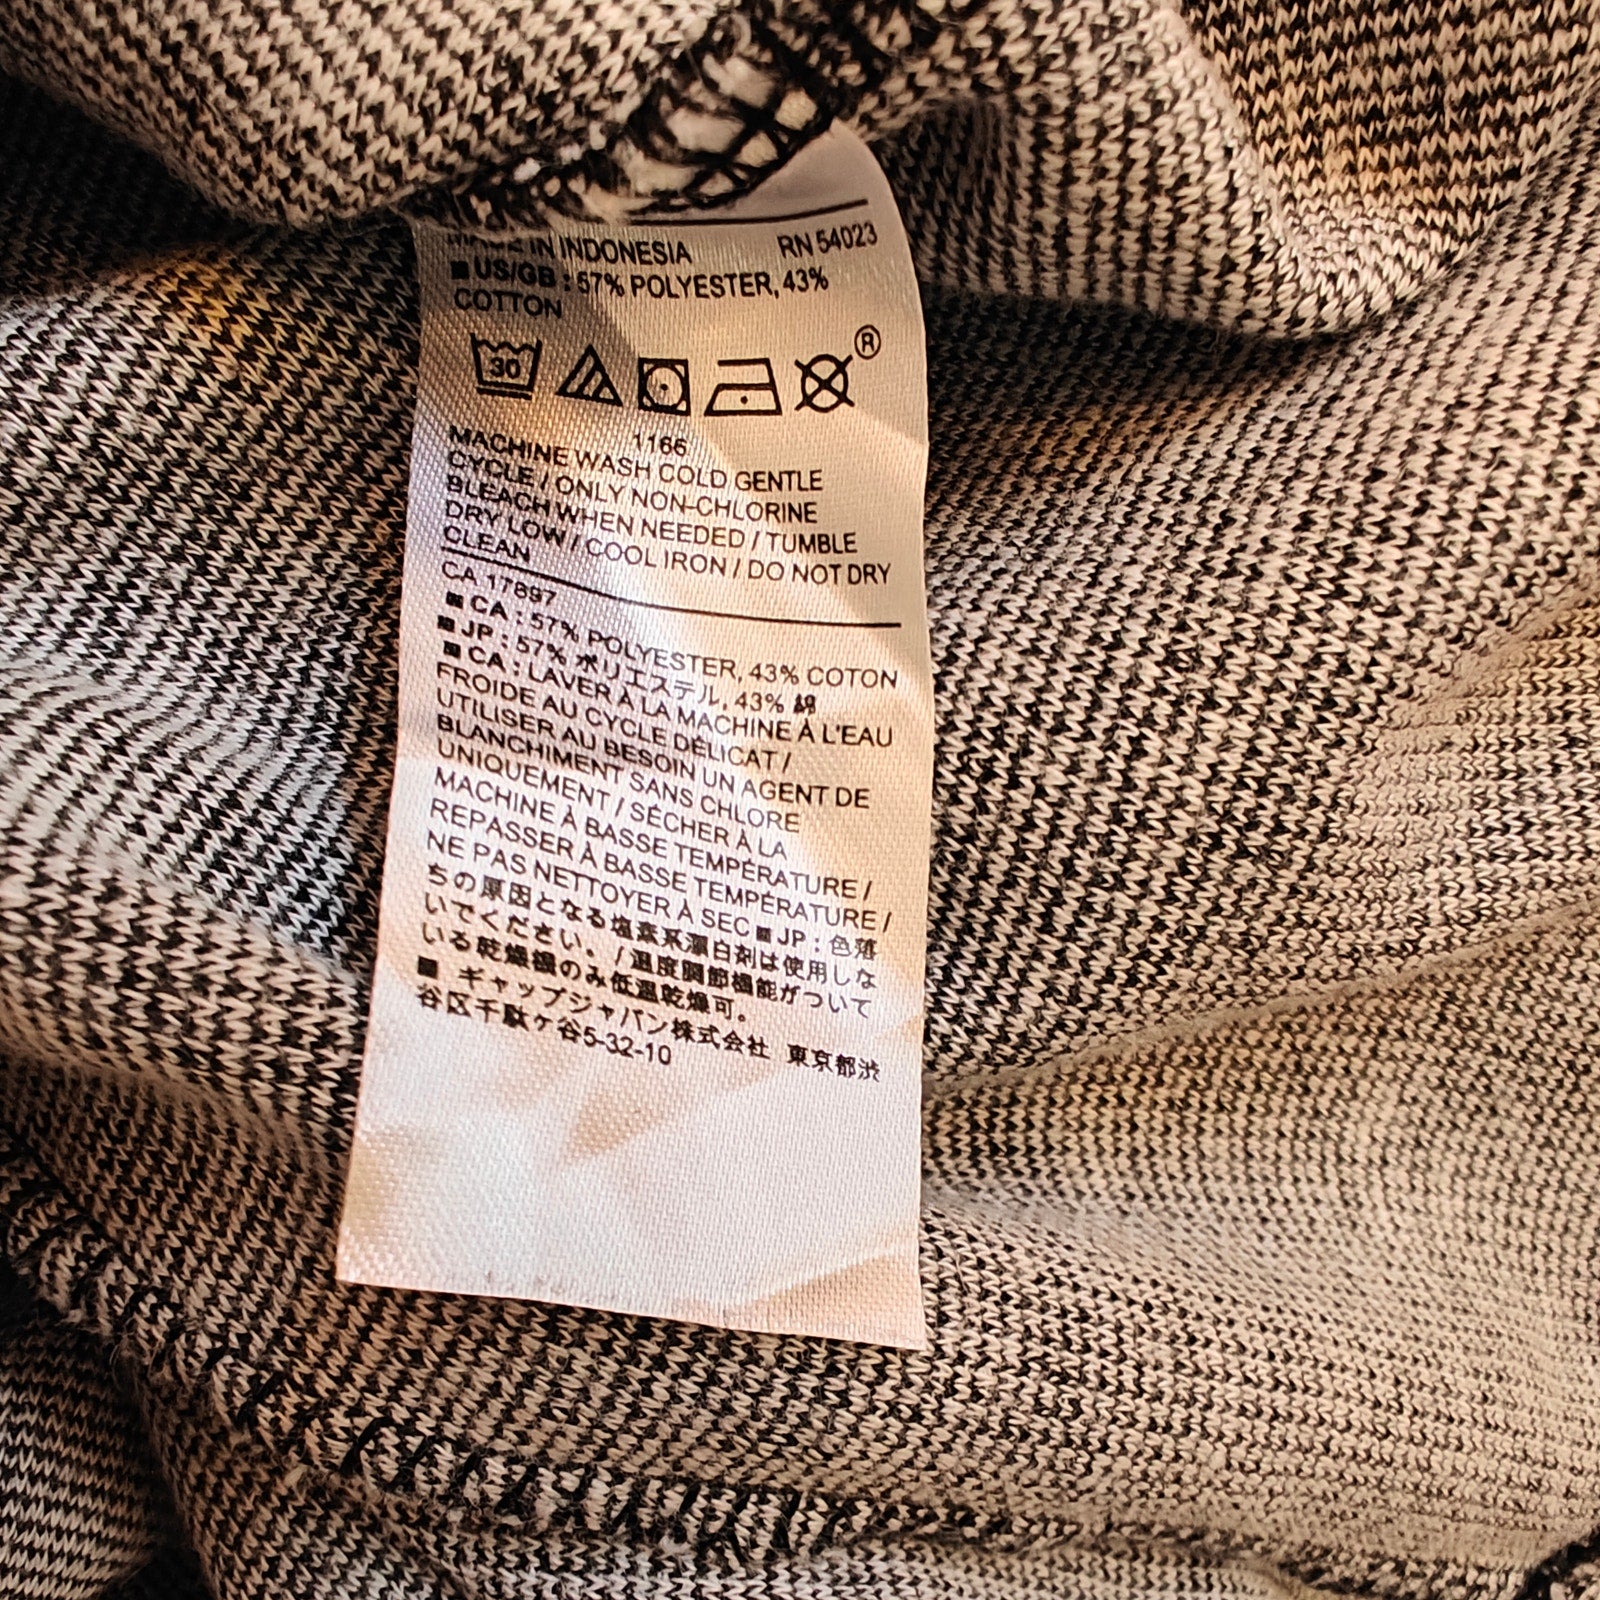 MADE IN INDONESIA RN 54023
■ US/GB : 57% POLYESTER, 43%
COTTON
30 ®
1166
MACHINE WASH COLD GENTLE
CYCLE / ONLY NON-CHLORINE
BLEACH WHEN NEEDED / TUMBLE
DRY LOW / COOL IRON / DO NOT DRY
CLEAN
CA 17897
■ CA : 57% POLYESTER, 43% COTON
■ JP : 57% ポリエステル, 43% 綿
■ CA : LAVER À LA MACHINE À L'EAU
FROIDE AU CYCLE DÉLICAT /
UTILISER AU BESOIN UN AGENT DE
BLANCHIMENT SANS CHLORE
UNIQUEMENT / SÉCHER À LA
MACHINE À BASSE TEMPÉRATURE /
REPASSER À BASSE TEMPÉRATURE /
NE PAS NETTOYER À SEC ■ JP : 色落
ちの原因となる塩素系漂白剤は使用しな
いでください。 / 温度調節機能がついて
いる乾燥機のみ低温乾燥可。
■ ギャップジャパン株式会社 東京都渋
谷区千駄ヶ谷5-32-10